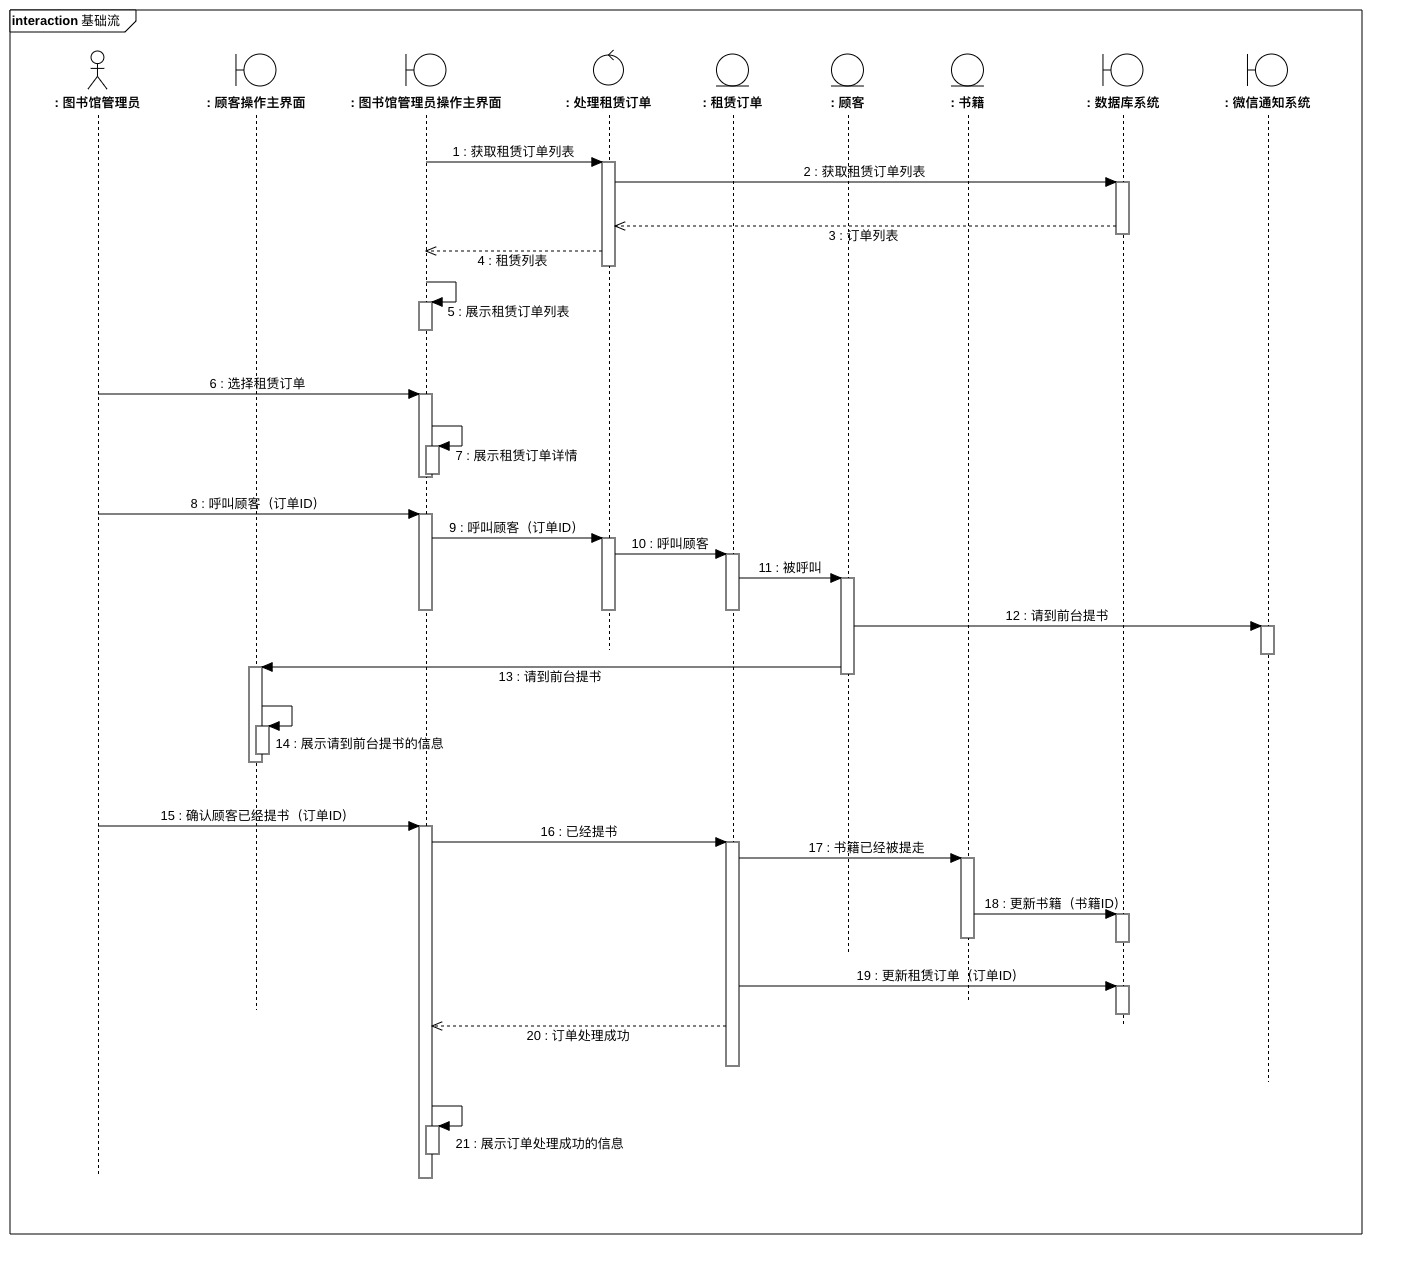 interaction 基础流
: 图书馆管理员
: 顾客操作主界面
: 图书馆管理员操作主界面
: 处理租赁订单
: 租赁订单
: 顾客
: 书籍
: 数据库系统
: 微信通知系统
1 : 获取租赁订单列表
2 : 获取租赁订单列表
3 : 订单列表
4 : 租赁列表
5 : 展示租赁订单列表
6 : 选择租赁订单
7 : 展示租赁订单详情
8 : 呼叫顾客（订单ID）
9 : 呼叫顾客（订单ID）
10 : 呼叫顾客
11 : 被呼叫
12 : 请到前台提书
13 : 请到前台提书
14 : 展示请到前台提书的信息
15 : 确认顾客已经提书（订单ID）
16 : 已经提书
17 : 书籍已经被提走
18 : 更新书籍（书籍ID）
19 : 更新租赁订单（订单ID）
20 : 订单处理成功
21 : 展示订单处理成功的信息